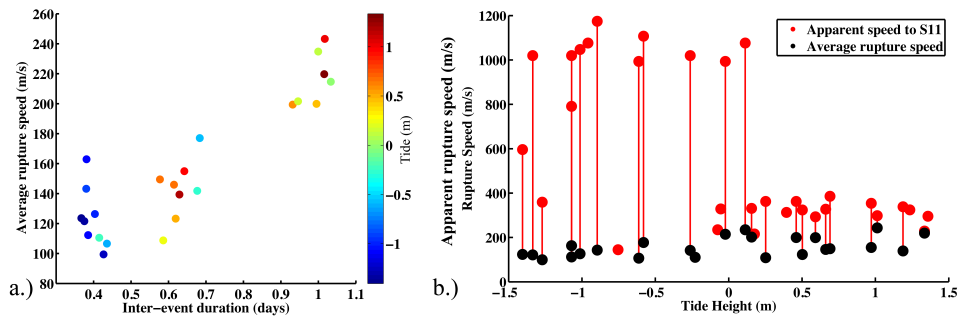 260
240
220
200
180
160
140
120
100
80
Average rupture speed (m/s)
0.4 0.5 0.6 0.7 0.8 0.9 1 1.1
Inter−event duration (days)
a.)
1
0.5
0
−0.5
−1
Tide (m)
1200
1000
800
600
400
200
0
Apparent rupture speed (m/s)
Rupture Speed (m/s)
Apparent speed to S11
Average rupture speed
−1.5 −1 −0.5 0 0.5 1 1.5
Tide Height (m)
b.)